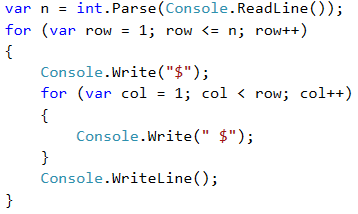 var n = int.Parse(Console.ReadLine());
for (var row = 1; row <= n; row++)
{
    Console.Write("$");
    for (var col = 1; col < row; col++)
    {
        Console.Write(" $");
    }
    Console.WriteLine();
}